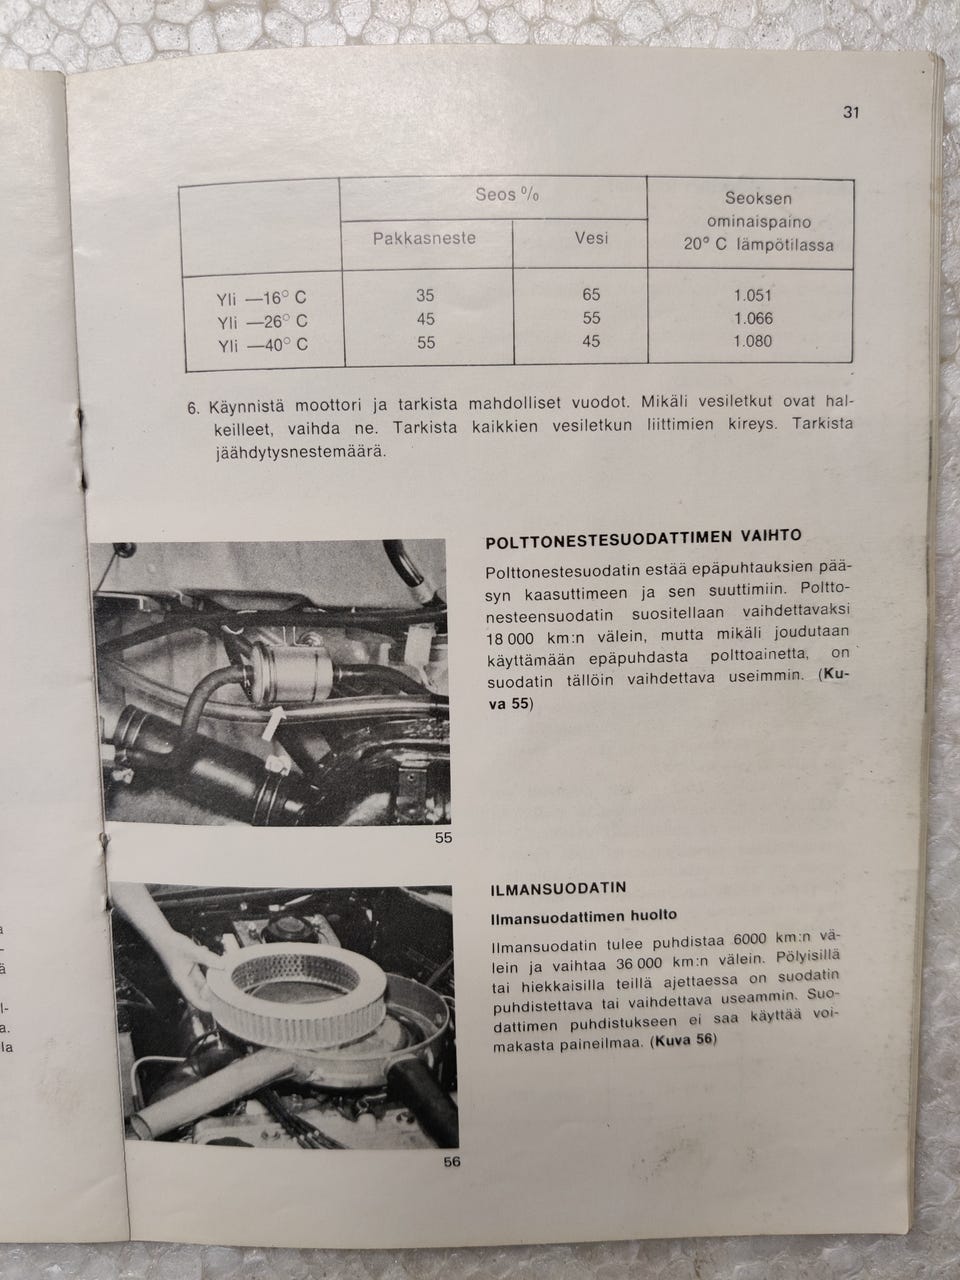 31
Seos %
Seoksen
ominaispaino
20° C lämpötilassa
Pakkasneste Vesi
Yli —16° C 35 65 1.051
Yli —26° C 45 55 1.066
Yli —40° C 55 45 1.080
6. Käynnistä moottori ja tarkista mahdolliset vuodot. Mikäli vesiletkut ovat hal-
keilleet, vaihda ne. Tarkista kaikkien vesiletkun liittimien kireys. Tarkista
jäähdytysnestemäärä.
POLTTONESTESUODATTIMEN VAIHTO
Polttonestesuodatin estää epäpuhtauksien pää-
syn kaasuttimeen ja sen suuttimiin. Poltto-
nesteensuodatin suositellaan vaihdettavaksi
18 000 km:n välein, mutta mikäli joudutaan
käyttämään epäpuhdasta polttoainetta, on
suodatin tällöin vaihdettava useimmin. (Ku-
va 55)
55
ILMANSUODATIN
Ilmansuodattimen huolto
Ilmansuodatin tulee puhdistaa 6000 km:n vä-
lein ja vaihtaa 36 000 km:n välein. Pölyisillä
tai hiekkaisilla teillä ajettaessa on suodatin
puhdistettava tai vaihdettava useammin. Suo-
dattimen puhdistukseen ei saa käyttää voi-
makasta paineilmaa. (Kuva 56)
56